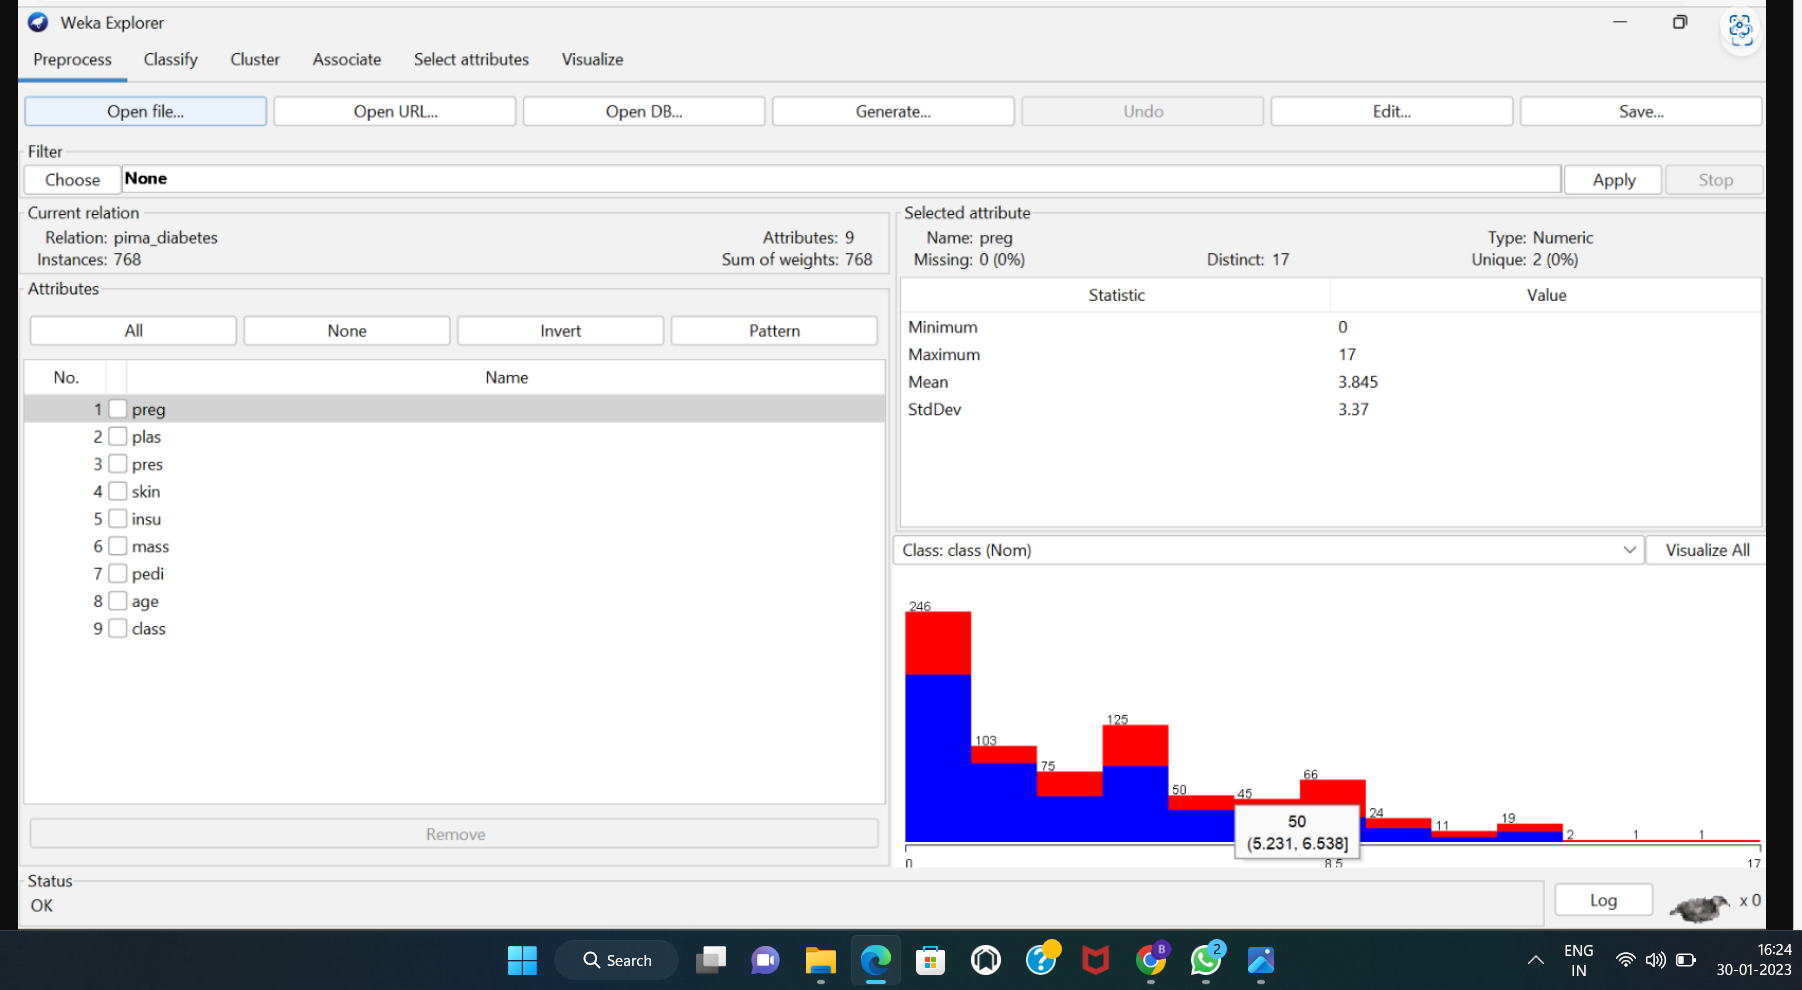 Weka Explorer
Preprocess Classify Cluster Associate Select attributes Visualize
Open file... Open URL... Open DB... Generate... Undo Edit... Save...
Filter
Choose None Apply Stop
Current relation
Relation: pima_diabetes Attributes: 9
Instances: 768 Sum of weights: 768
Attributes
All None Invert Pattern
No. Name
1 preg
2 plas
3 pres
4 skin
5 insu
6 mass
7 pedi
8 age
9 class
Remove
Selected attribute
Name: preg Type: Numeric
Missing: 0 (0%) Distinct: 17 Unique: 2 (0%)
Statistic Value
Minimum 0
Maximum 17
Mean 3.845
StdDev 3.37
Class: class (Nom) Visualize All
246
103
75
125
50
45
66
24
11
19
2
1
1
50
(5.231, 6.538]
0 8.5 17
Status
OK
Log x 0
Search
B
2
ENG
IN
16:24
30-01-2023